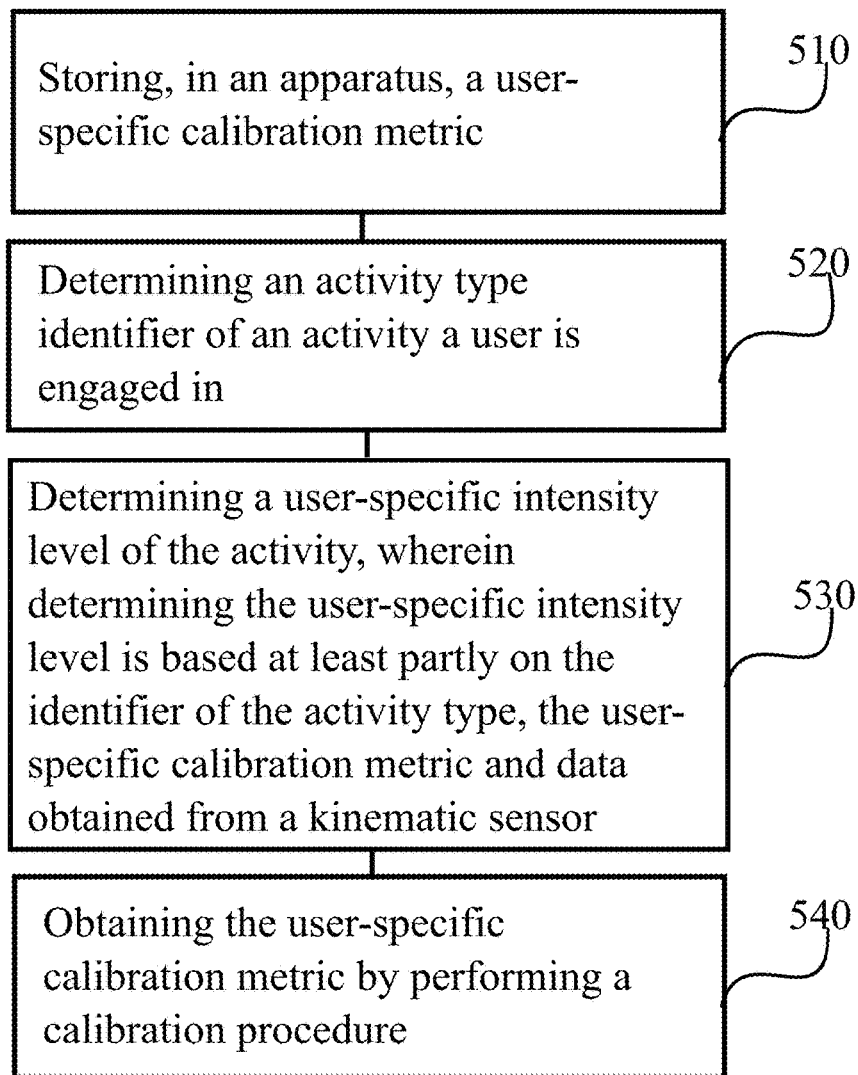 510
Storing, in an apparatus, a user-
specific calibration metric
520
Determining an activity type
identifier of an activity a user is
engaged in
Determining a user-specific intensity
level of the activity, wherein
determining the user-specific intensity
level is based at least partly on the
identifier of the activity type, the user-
specific calibration metric and data
obtained from a kinematic sensor
530
Obtaining the user-specific
calibration metric by performing a
calibration procedure
540